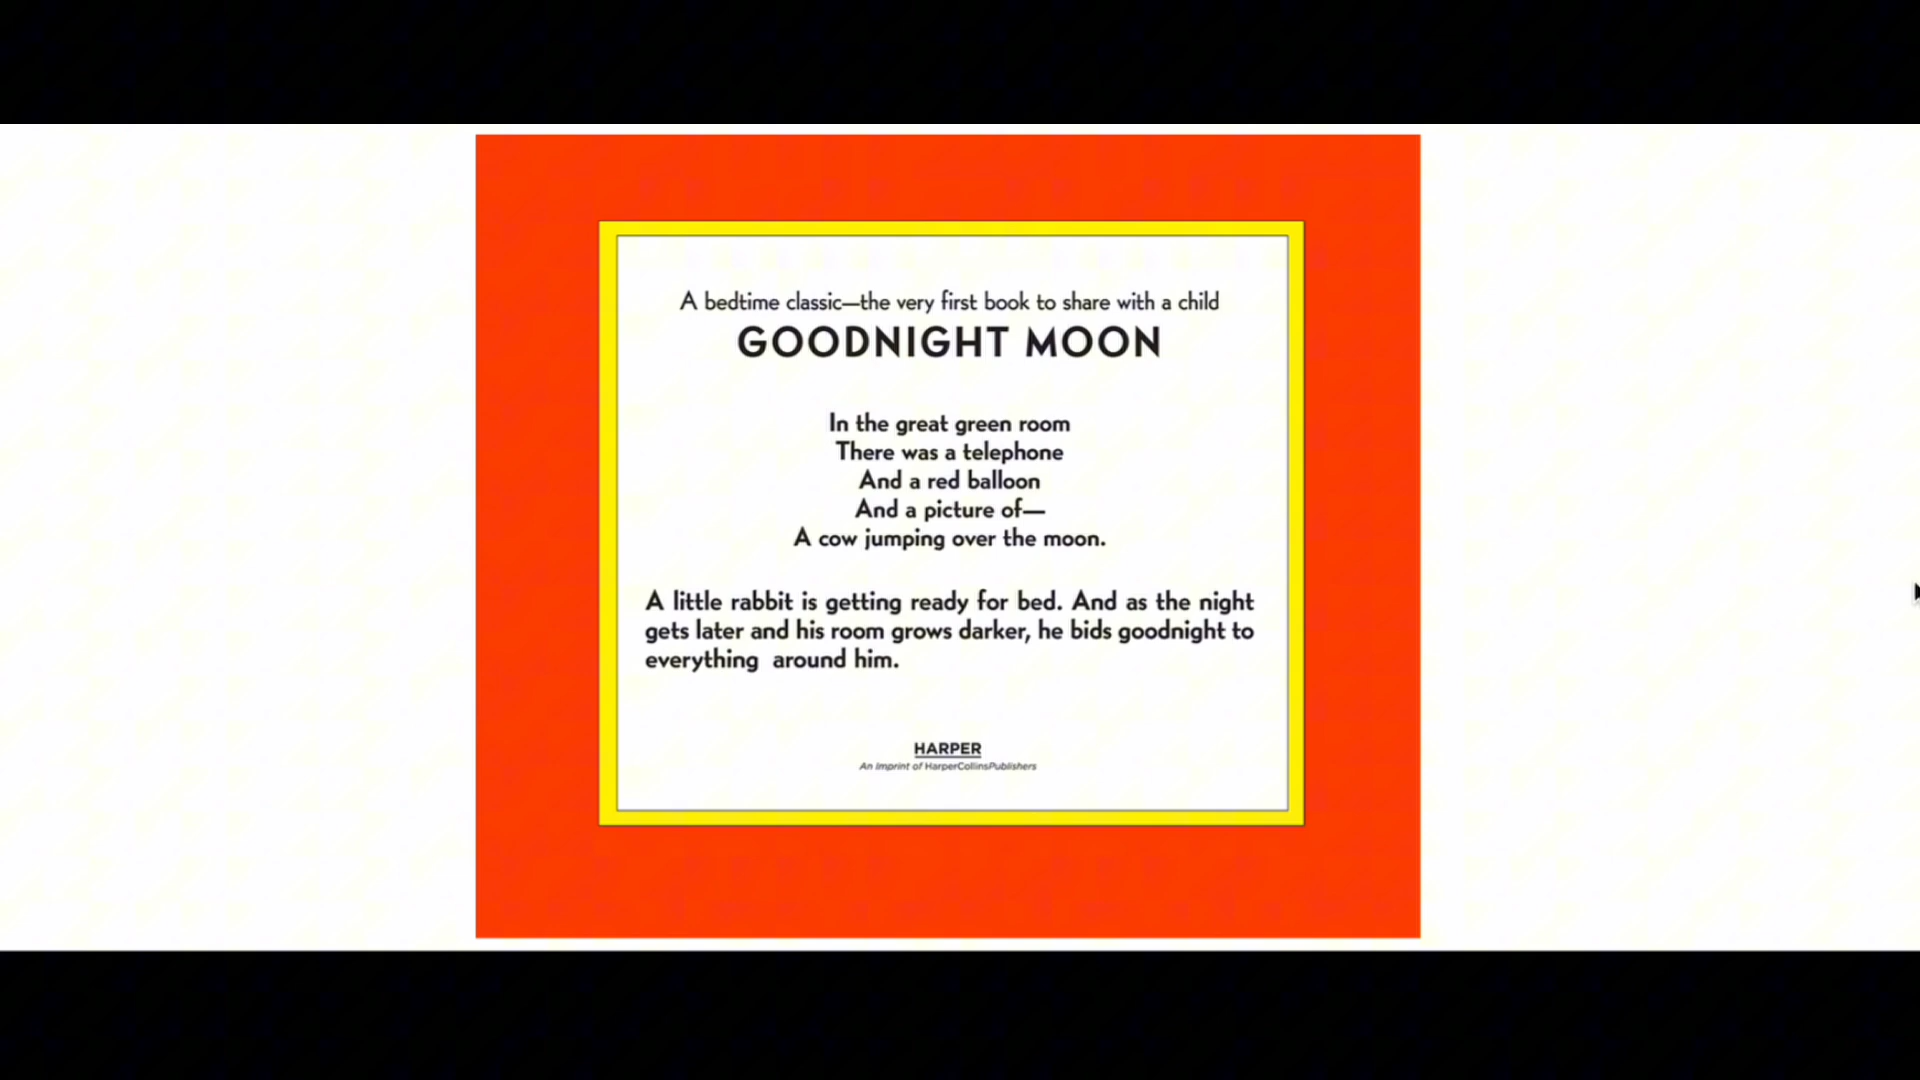 A bedtime classic—the very first book to share with a child
GOODNIGHT MOON
In the great green room
There was a telephone
And a red balloon
And a picture of—
A cow jumping over the moon.
A little rabbit is getting ready for bed. And as the night
gets later and his room grows darker, he bids goodnight to
everything around him.
HARPER
An Imprint of HarperCollinsPublishers